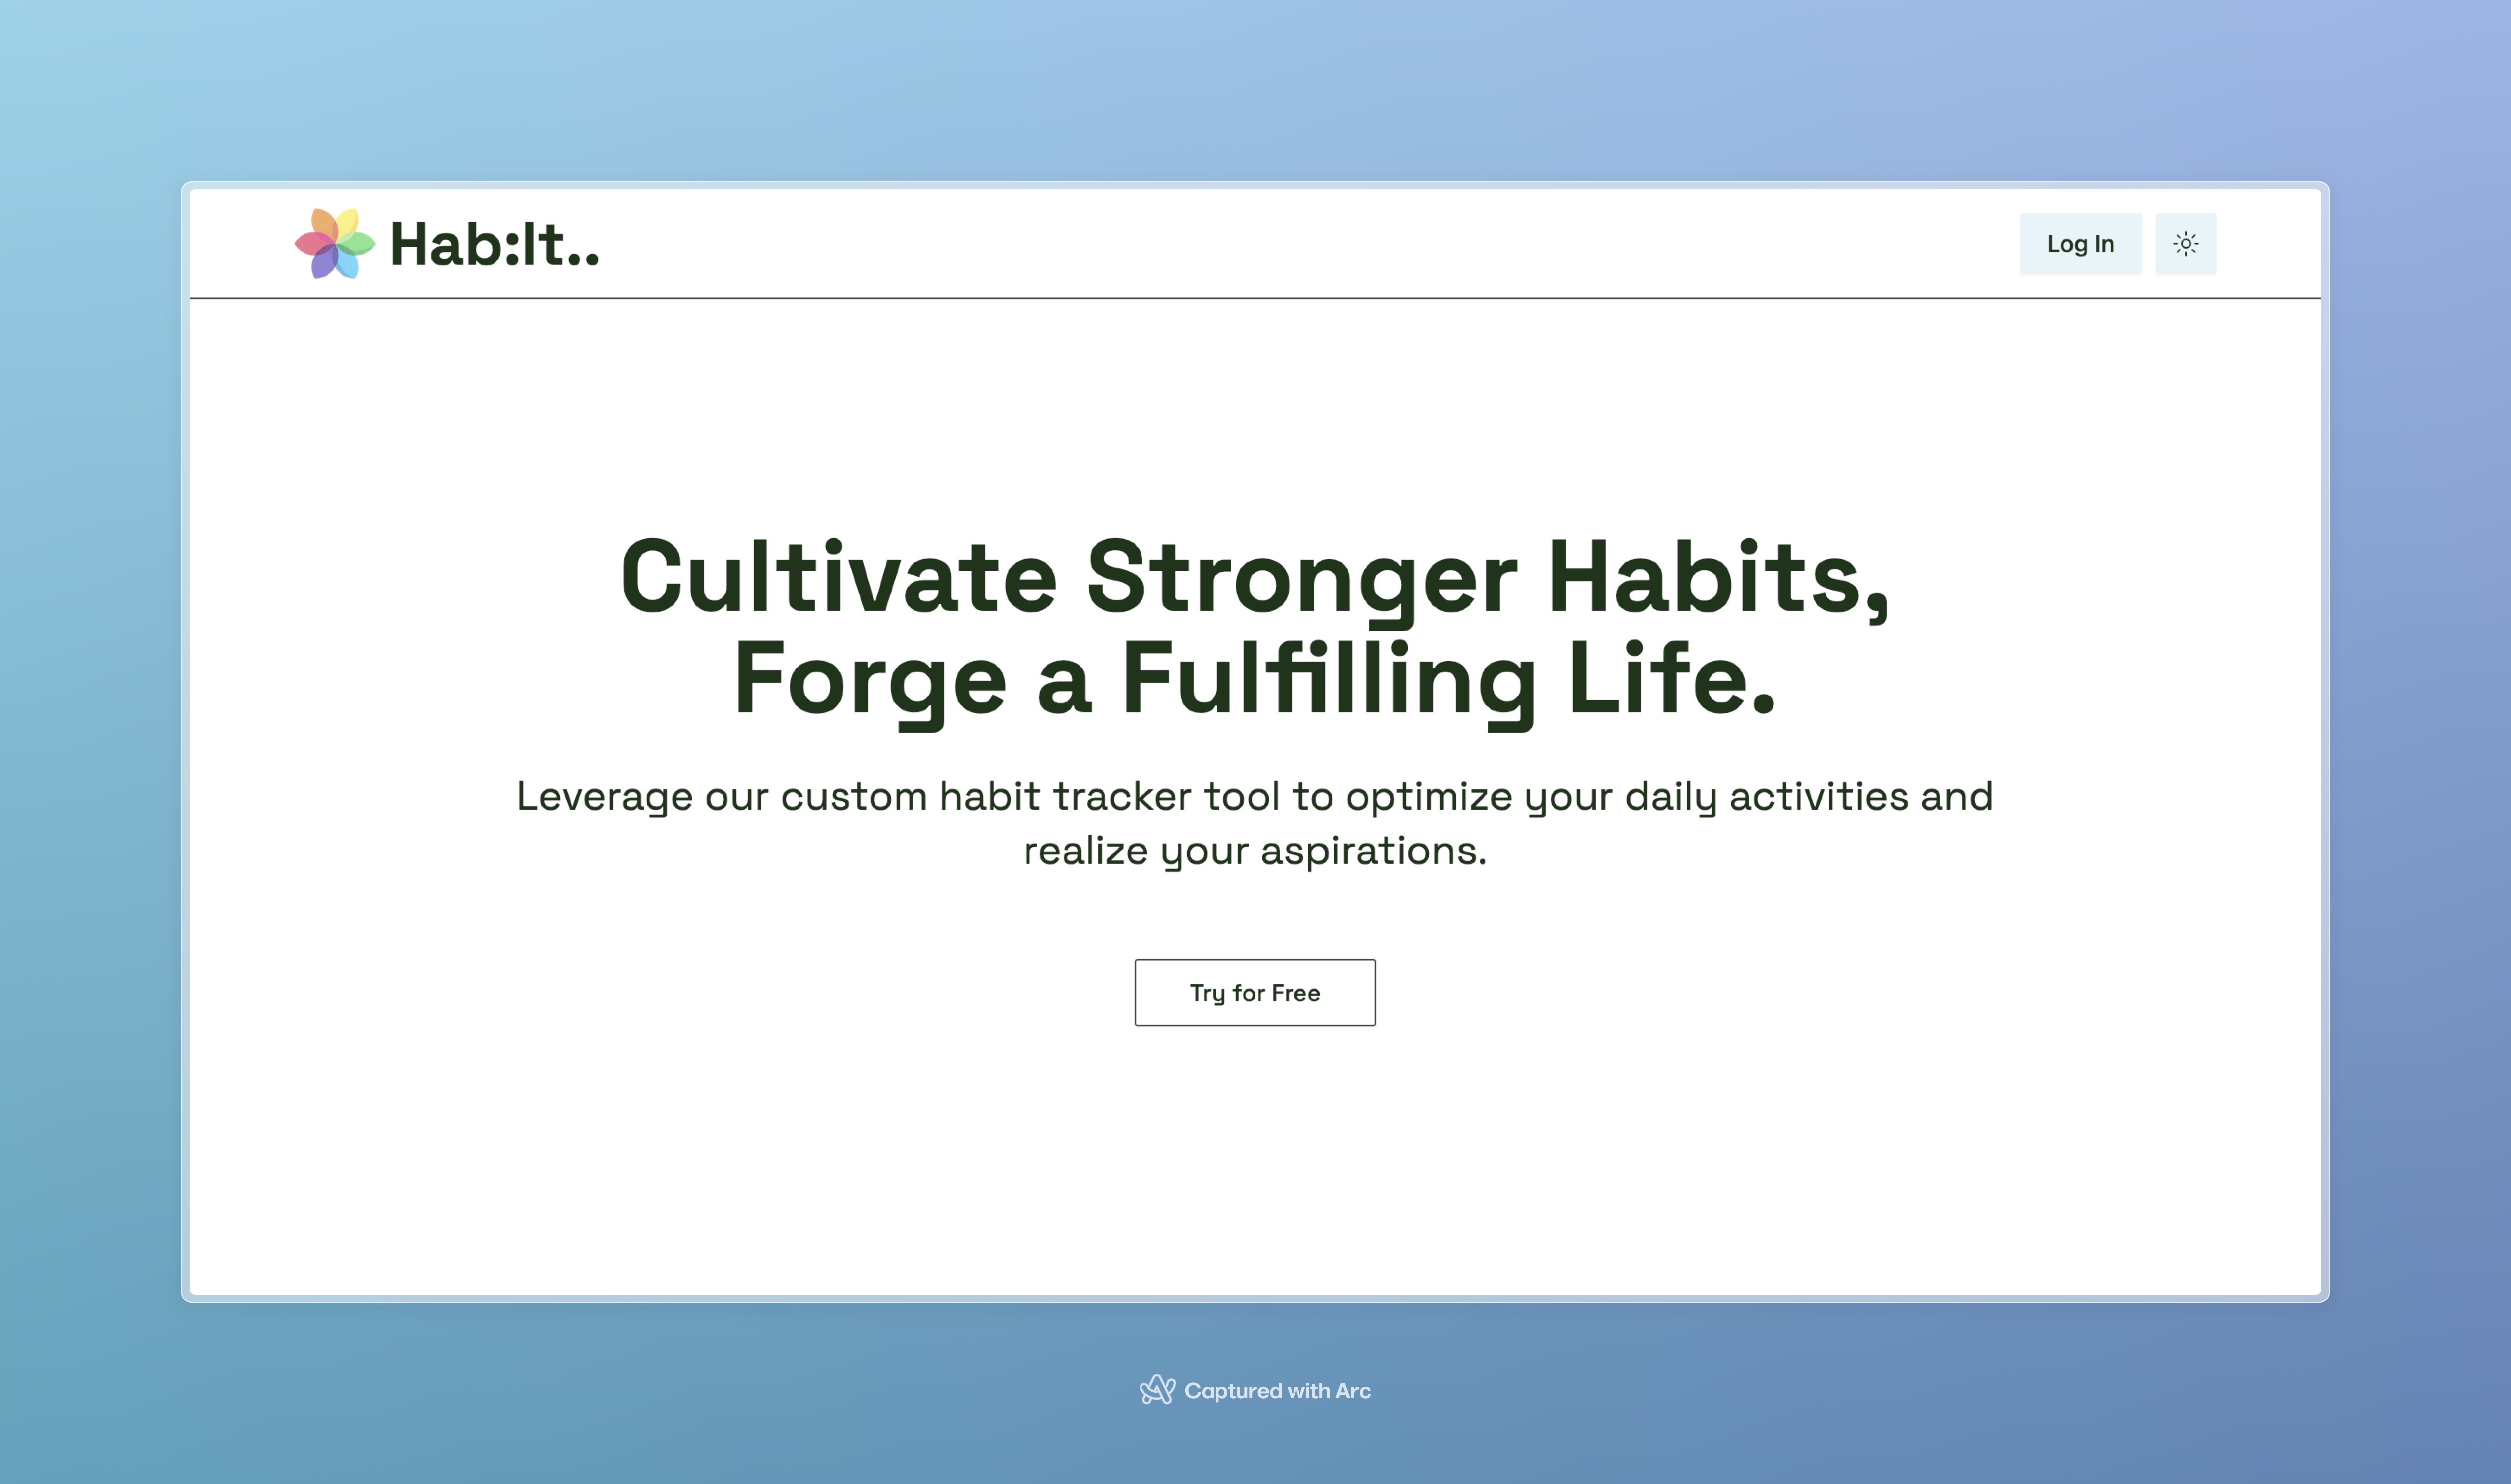 Hab:It..
Log In
Cultivate Stronger Habits,
Forge a Fulfilling Life.
Leverage our custom habit tracker tool to optimize your daily activities and
realize your aspirations.
Try for Free
Captured with Arc